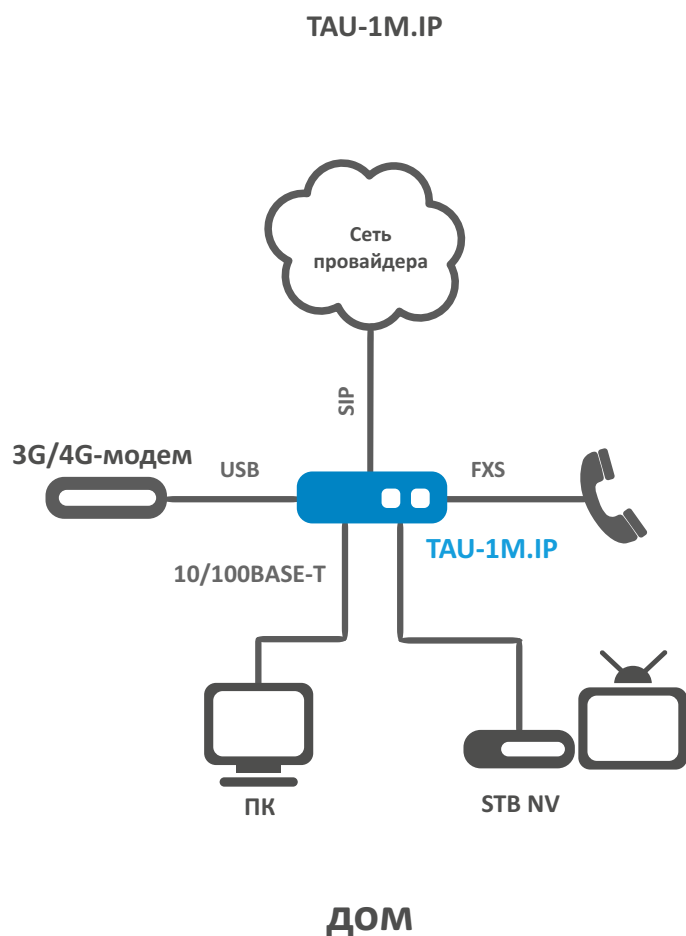 TAU-1M.IP
Сеть
провайдера
SIP
3G/4G-модем
USB
FXS
TAU-1M.IP
10/100BASE-T
ПК
STB NV
ДОМ